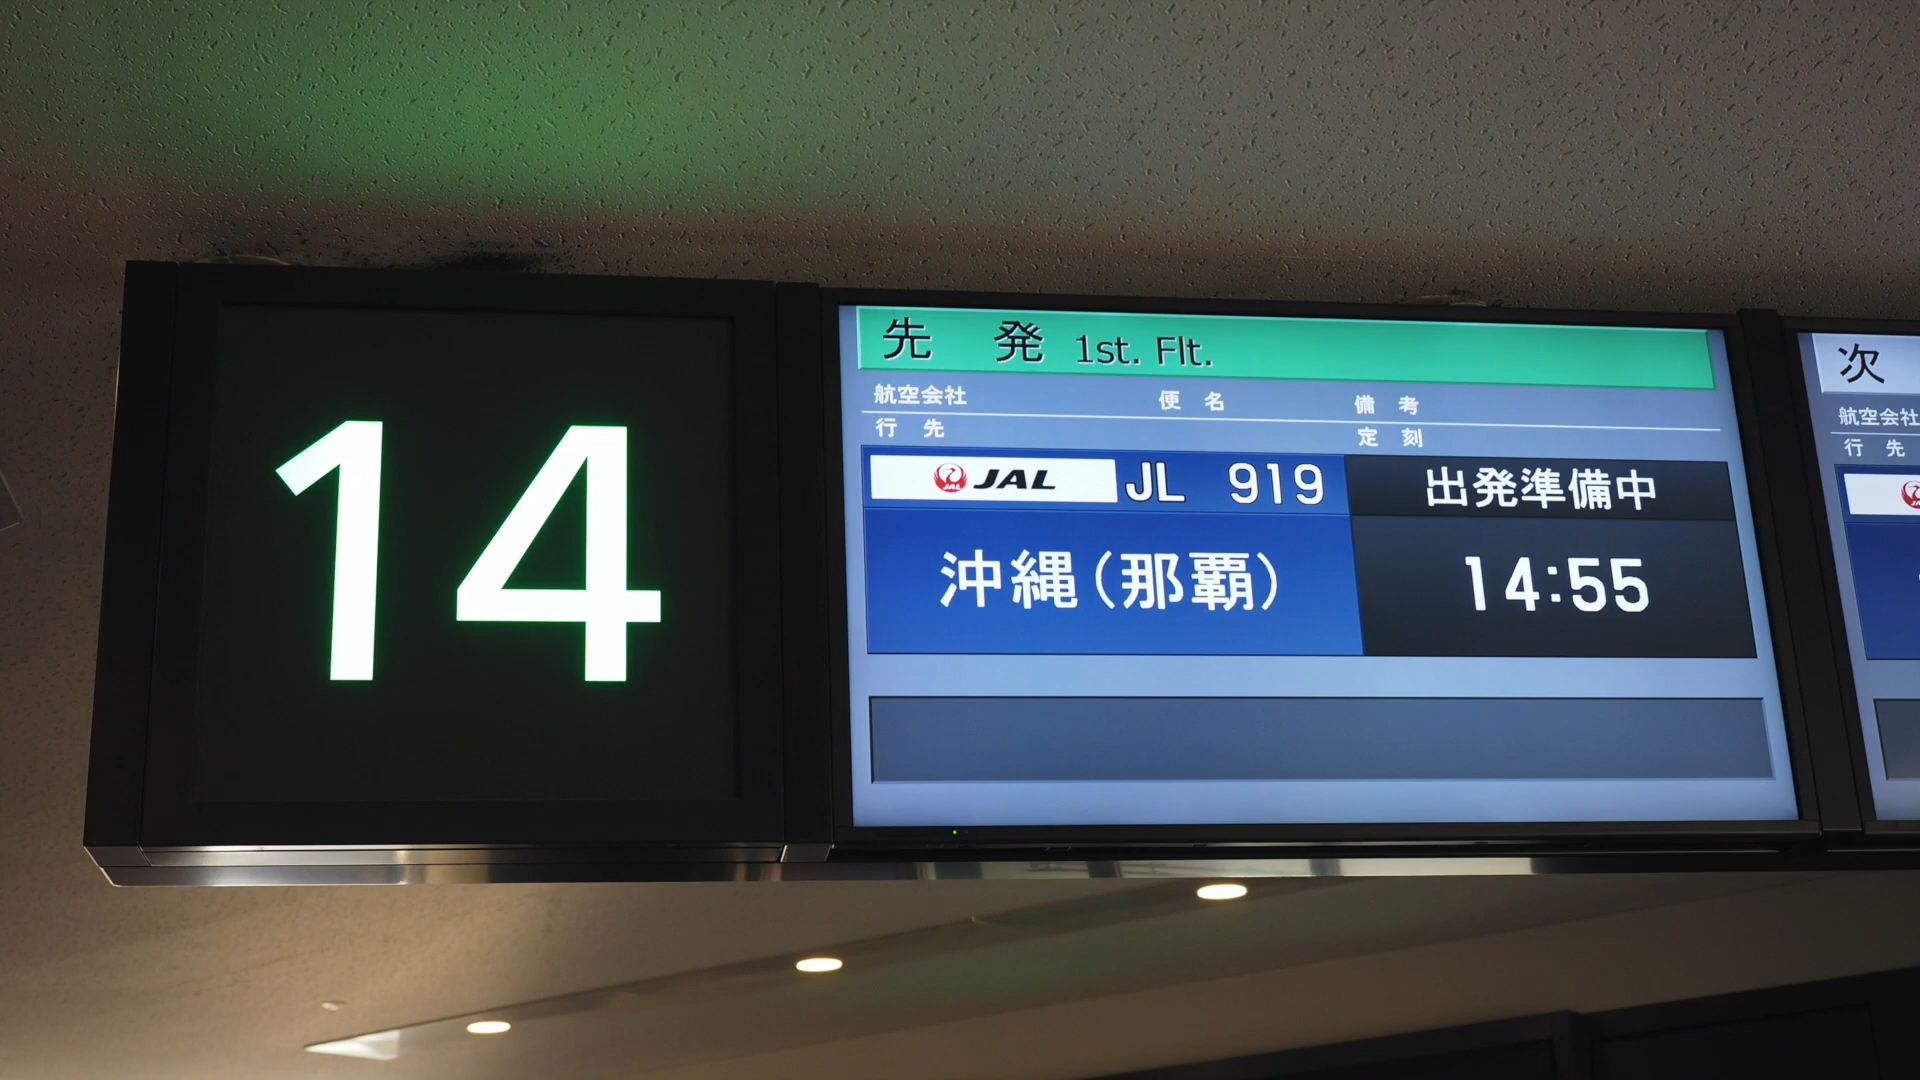 14
先 発 1st. Flt.
航空会社 便 名 備 考
行 先 定 刻
JAL JAL JL 919 出発準備中
沖縄(那覇) 14:55
次
航空会社
行 先